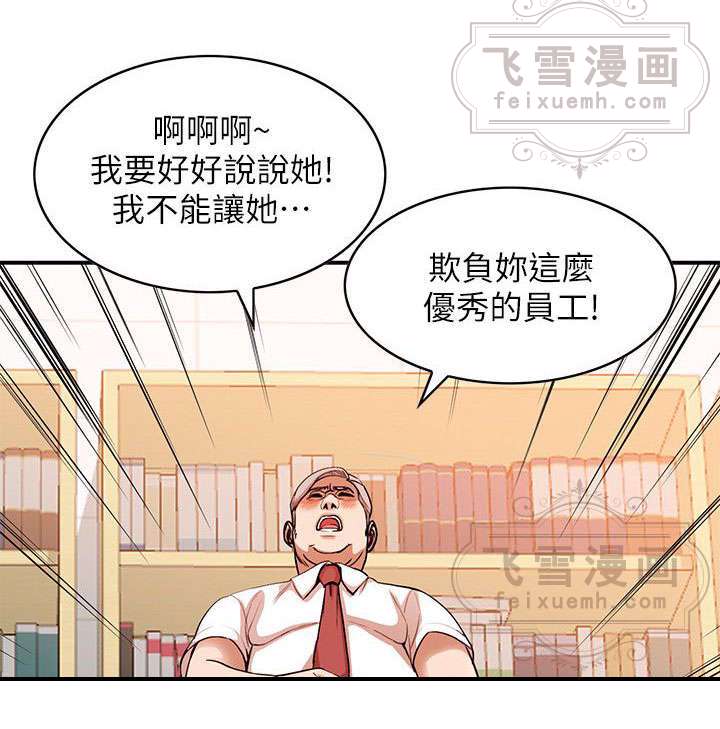 飞雪漫画
feixuemh.com
啊啊啊~
我要好好說說她!
我不能讓她…
欺負妳這麼
優秀的員工!
飞雪漫画
feixuemh.com